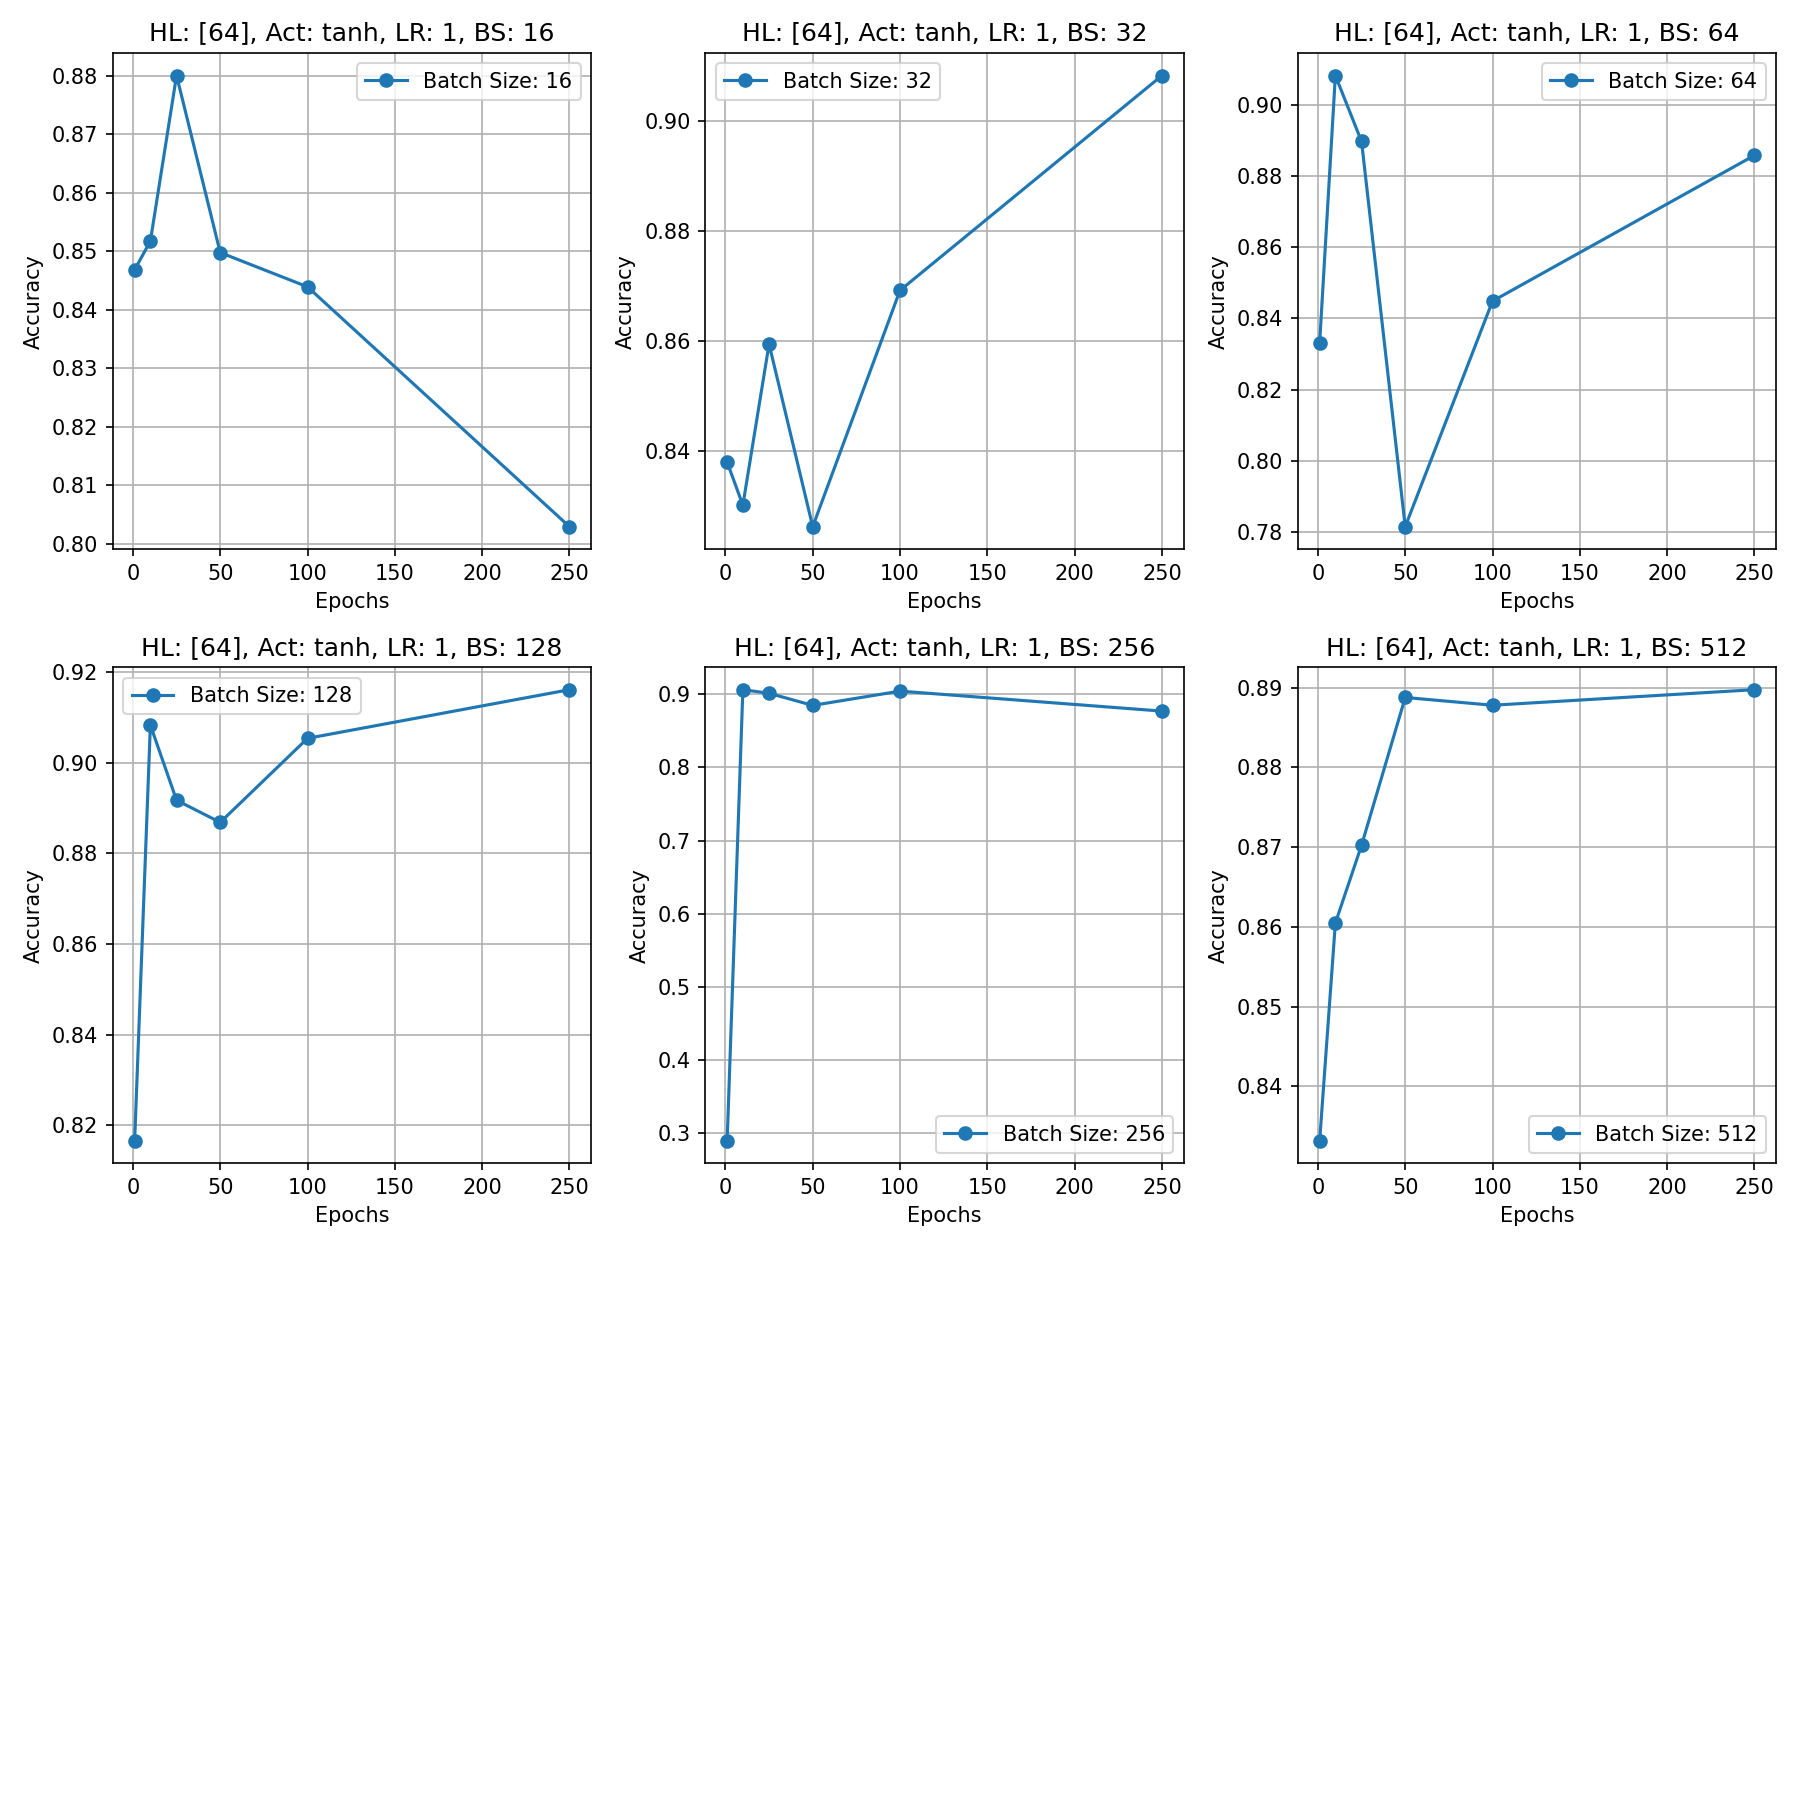 HL: [64], Act: tanh, LR: 1, BS: 16
Batch Size: 16
0.88
0.87
0.86
0.85
0.84
0.83
0.82
0.81
0.80
Accuracy
0 50 100 150 200 250
Epochs
HL: [64], Act: tanh, LR: 1, BS: 32
Batch Size: 32
0.90
0.88
0.86
0.84
Accuracy
0 50 100 150 200 250
Epochs
HL: [64], Act: tanh, LR: 1, BS: 64
Batch Size: 64
0.90
0.88
0.86
0.84
0.82
0.80
0.78
Accuracy
0 50 100 150 200 250
Epochs
HL: [64], Act: tanh, LR: 1, BS: 128
Batch Size: 128
0.92
0.90
0.88
0.86
0.84
0.82
Accuracy
0 50 100 150 200 250
Epochs
HL: [64], Act: tanh, LR: 1, BS: 256
0.9
0.8
0.7
0.6
0.5
0.4
0.3
Accuracy
Batch Size: 256
0 50 100 150 200 250
Epochs
HL: [64], Act: tanh, LR: 1, BS: 512
0.89
0.88
0.87
0.86
0.85
0.84
Accuracy
Batch Size: 512
0 50 100 150 200 250
Epochs